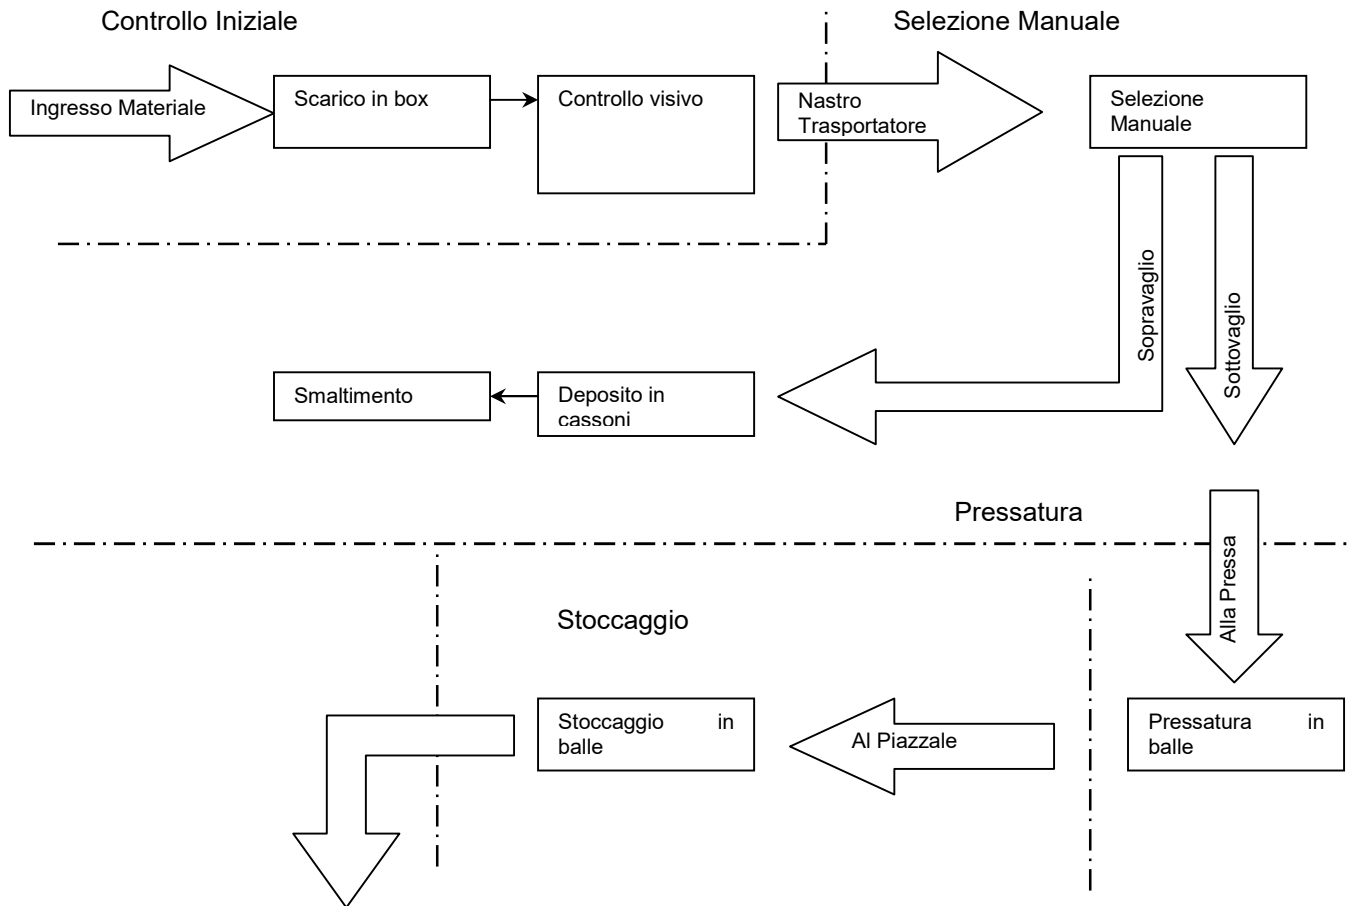 Controllo Iniziale
Selezione Manuale
Ingresso Materiale
Scarico in box
Controllo visivo
Nastro
Trasportatore
Selezione
Manuale
Sopravaglio
Sottovaglio
Smaltimento
Deposito in
cassoni
Pressatura
Alla Pressa
Stoccaggio
Stoccaggio in
balle
Al Piazzale
Pressatura in
balle